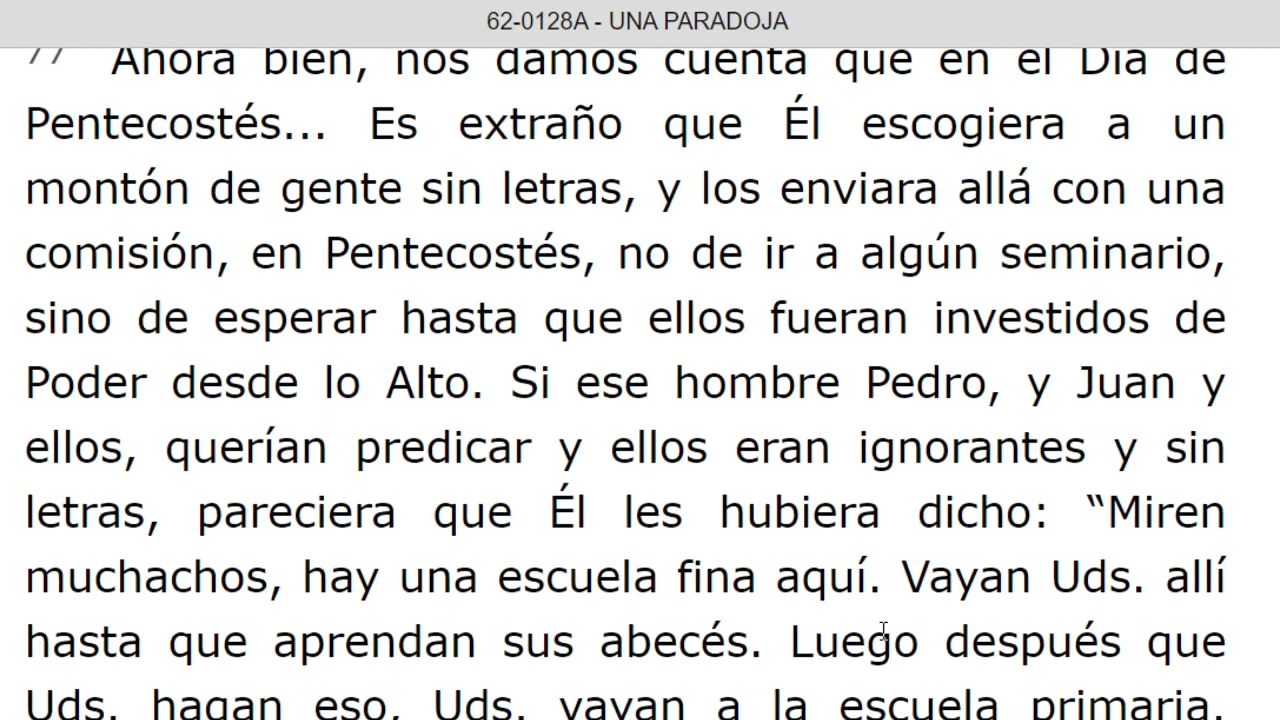 62-0128A - UNA PARADOJA
77 Ahora bien, nos damos cuenta que en el Día de
Pentecostés... Es extraño que Él escogiera a un
montón de gente sin letras, y los enviara allá con una
comisión, en Pentecostés, no de ir a algún seminario,
sino de esperar hasta que ellos fueran investidos de
Poder desde lo Alto. Si ese hombre Pedro, y Juan y
ellos, querían predicar y ellos eran ignorantes y sin
letras, pareciera que Él les hubiera dicho: “Miren
muchachos, hay una escuela fina aquí. Vayan Uds. allí
hasta que aprendan sus abecés. Luego después que
Uds. hagan eso, Uds. vayan a la escuela primaria.